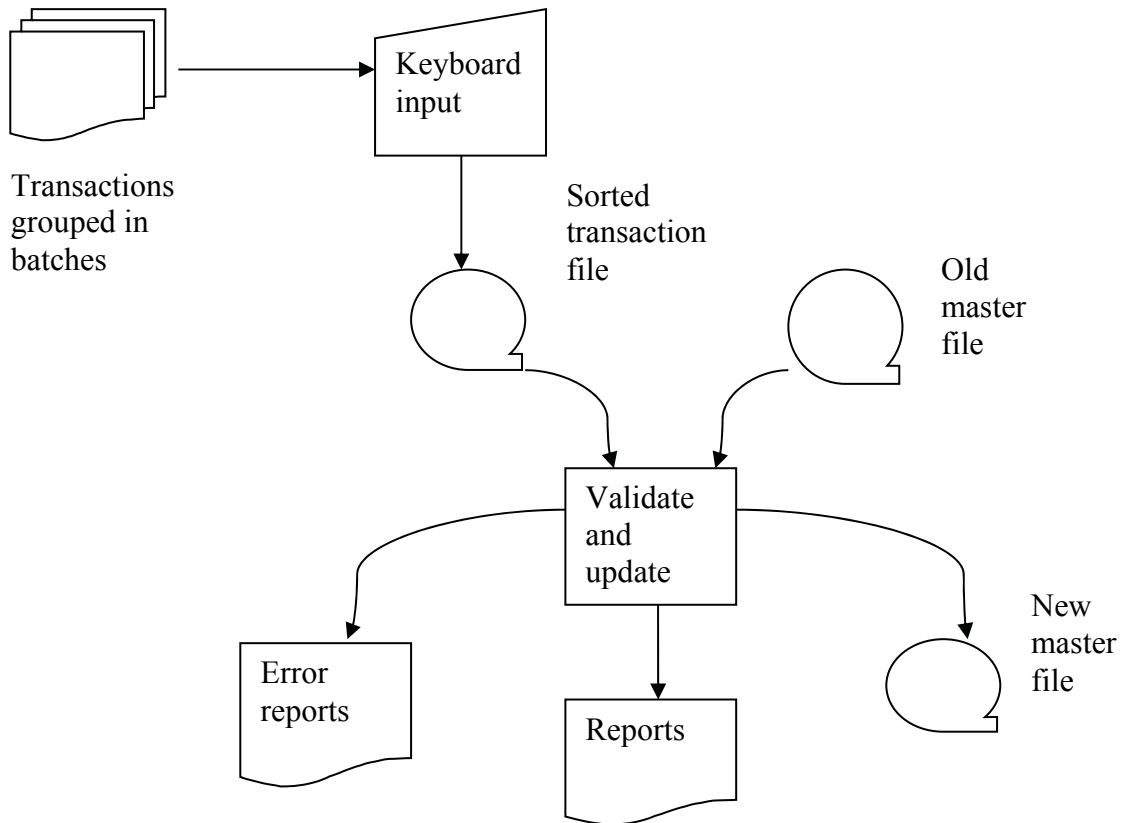 Keyboard
input
Transactions
grouped in
batches
Sorted
transaction
file
Old
master
file
Validate
and
update
Error
reports
Reports
New
master
file